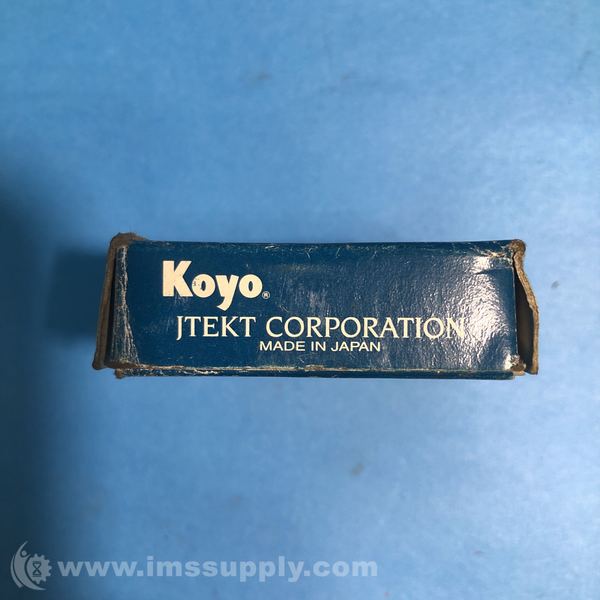 Koyo®
JTEKT CORPORATION
MADE IN JAPAN
www.imssupply.com